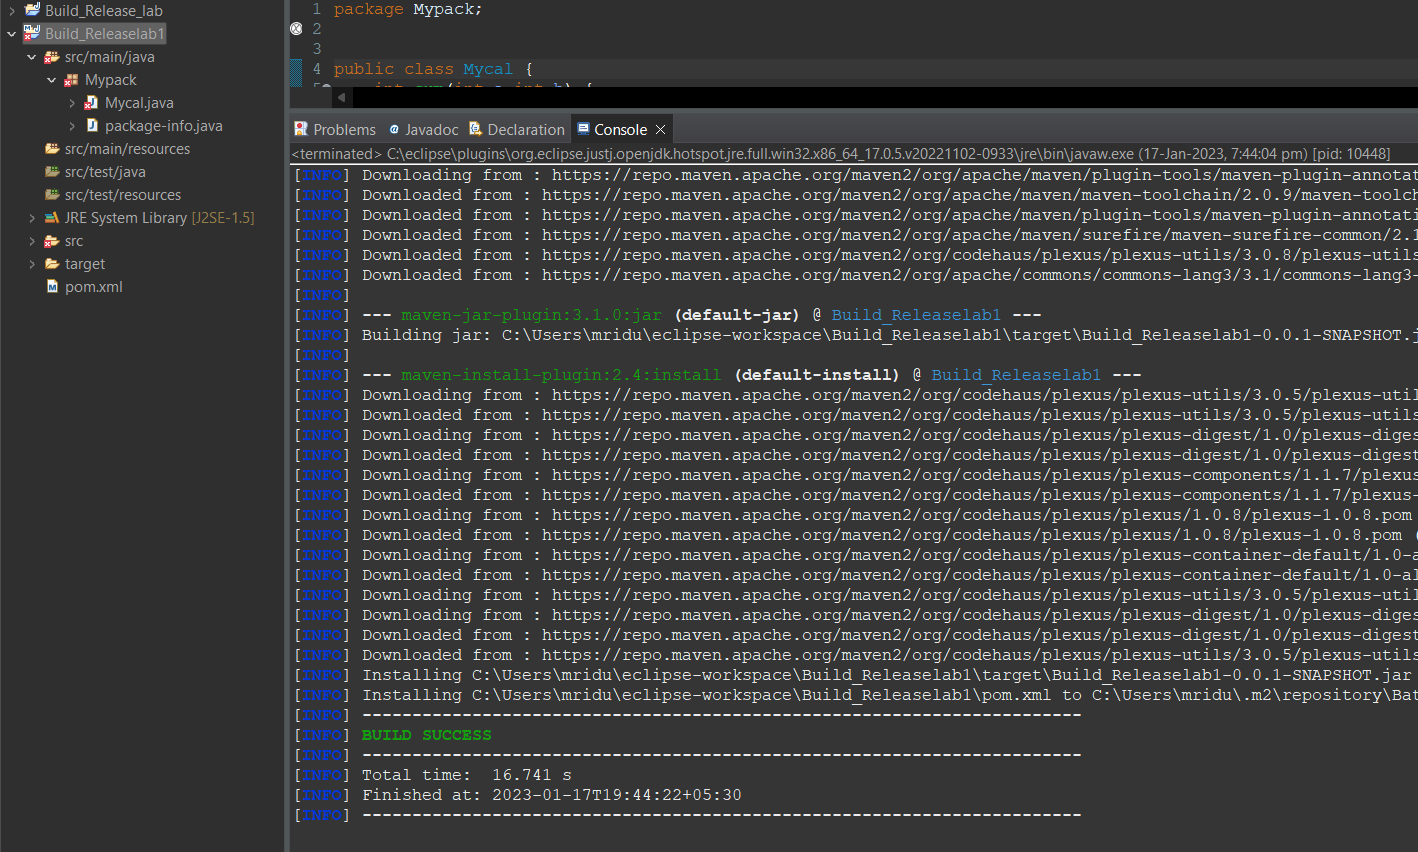 Build_Release_lab
Build_Releaselab1
src/main/java
Mypack
Mycal.java
package-info.java
src/main/resources
src/test/java
src/test/resources
JRE System Library [J2SE-1.5]
src
target
pom.xml
1 package Mypack;
2
3
4 public class Mycal {
Problems Javadoc Declaration Console
<terminated> C:\eclipse\plugins\org.eclipse.justj.openjdk.hotspot.jre.full.win32.x86_64_17.0.5.v20221102-0933\jre\bin\javaw.exe (17-Jan-2023, 7:44:04 pm) [pid: 10448]
[INFO] Downloading from : https://repo.maven.apache.org/maven2/org/apache/maven/plugin-tools/maven-plugin-annotat
[INFO] Downloaded from : https://repo.maven.apache.org/maven2/org/apache/maven/maven-toolchain/2.0.9/maven-toolch
[INFO] Downloaded from : https://repo.maven.apache.org/maven2/org/apache/maven/plugin-tools/maven-plugin-annotati
[INFO] Downloaded from : https://repo.maven.apache.org/maven2/org/apache/maven/surefire/maven-surefire-common/2.1
[INFO] Downloaded from : https://repo.maven.apache.org/maven2/org/codehaus/plexus/plexus-utils/3.0.8/plexus-utils
[INFO] Downloaded from : https://repo.maven.apache.org/maven2/org/apache/commons/commons-lang3/3.1/commons-lang3-
[INFO]
[INFO] --- maven-jar-plugin:3.1.0:jar (default-jar) @ Build_Releaselab1 ---
[INFO] Building jar: C:\Users\mridu\eclipse-workspace\Build_Releaselab1\target\Build_Releaselab1-0.0.1-SNAPSHOT.j
[INFO]
[INFO] --- maven-install-plugin:2.4:install (default-install) @ Build_Releaselab1 ---
[INFO] Downloading from : https://repo.maven.apache.org/maven2/org/codehaus/plexus/plexus-utils/3.0.5/plexus-util
[INFO] Downloaded from : https://repo.maven.apache.org/maven2/org/codehaus/plexus/plexus-utils/3.0.5/plexus-utils
[INFO] Downloading from : https://repo.maven.apache.org/maven2/org/codehaus/plexus/plexus-digest/1.0/plexus-diges
[INFO] Downloaded from : https://repo.maven.apache.org/maven2/org/codehaus/plexus/plexus-digest/1.0/plexus-digest
[INFO] Downloading from : https://repo.maven.apache.org/maven2/org/codehaus/plexus/plexus-components/1.1.7/plexus
[INFO] Downloaded from : https://repo.maven.apache.org/maven2/org/codehaus/plexus/plexus-components/1.1.7/plexus-
[INFO] Downloading from : https://repo.maven.apache.org/maven2/org/codehaus/plexus/plexus/1.0.8/plexus-1.0.8.pom
[INFO] Downloaded from : https://repo.maven.apache.org/maven2/org/codehaus/plexus/plexus/1.0.8/plexus-1.0.8.pom (
[INFO] Downloading from : https://repo.maven.apache.org/maven2/org/codehaus/plexus/plexus-container-default/1.0-a
[INFO] Downloaded from : https://repo.maven.apache.org/maven2/org/codehaus/plexus/plexus-container-default/1.0-al
[INFO] Downloading from : https://repo.maven.apache.org/maven2/org/codehaus/plexus/plexus-utils/3.0.5/plexus-util
[INFO] Downloading from : https://repo.maven.apache.org/maven2/org/codehaus/plexus/plexus-digest/1.0/plexus-diges
[INFO] Downloaded from : https://repo.maven.apache.org/maven2/org/codehaus/plexus/plexus-digest/1.0/plexus-digest
[INFO] Downloaded from : https://repo.maven.apache.org/maven2/org/codehaus/plexus/plexus-utils/3.0.5/plexus-utils
[INFO] Installing C:\Users\mridu\eclipse-workspace\Build_Releaselab1\target\Build_Releaselab1-0.0.1-SNAPSHOT.jar
[INFO] Installing C:\Users\mridu\eclipse-workspace\Build_Releaselab1\pom.xml to C:\Users\mridu\.m2\repository\Bat
[INFO] ------------------------------------------------------------------------
[INFO] BUILD SUCCESS
[INFO] ------------------------------------------------------------------------
[INFO] Total time:  16.741 s
[INFO] Finished at: 2023-01-17T19:44:22+05:30
[INFO] ------------------------------------------------------------------------